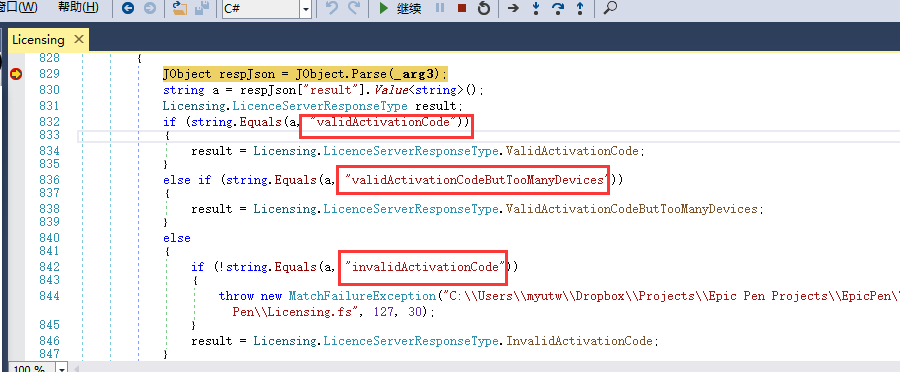 窗口(W) 帮助(H) C# 继续
Licensing
828 {
829 JObject respJson = JObject.Parse(_arg3);
830 string a = respJson["result"].Value<string>();
831 Licensing.LicenceServerResponseType result;
832 if (string.Equals(a, "validActivationCode"))
833 {
834 result = Licensing.LicenceServerResponseType.ValidActivationCode;
835 }
836 else if (string.Equals(a, "validActivationCodeButTooManyDevices"))
837 {
838 result = Licensing.LicenceServerResponseType.ValidActivationCodeButTooManyDevices;
839 }
840 else
841 {
842 if (!string.Equals(a, "invalidActivationCode"))
843 {
844 throw new MatchFailureException("C:\\Users\\myutw\\Dropbox\\Projects\\Epic Pen Projects\\EpicPen\
Pen\\Licensing.fs", 127, 30);
845 }
846 result = Licensing.LicenceServerResponseType.InvalidActivationCode;
847 }
100 %